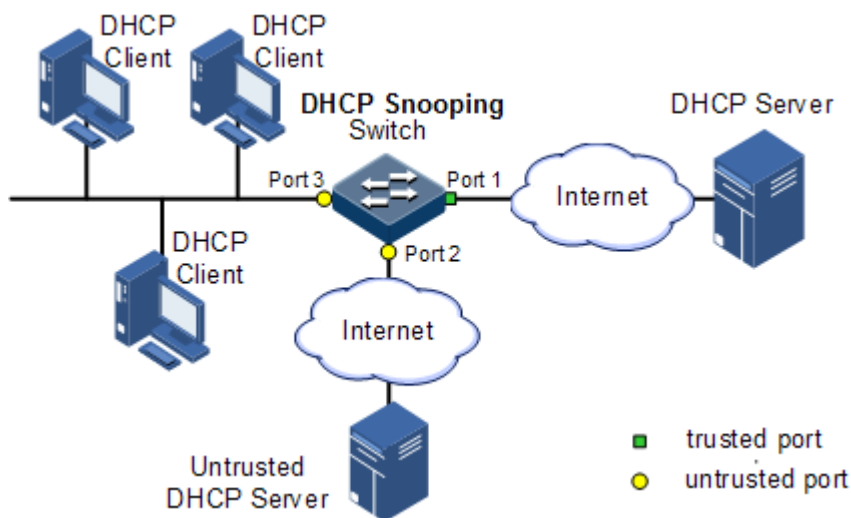 DHCP
Client
DHCP
Client
DHCP Snooping
Switch
DHCP Server
Port 3
Port 1
Internet
DHCP
Client
Port 2
Internet
Untrusted
DHCP Server
trusted port
untrusted port